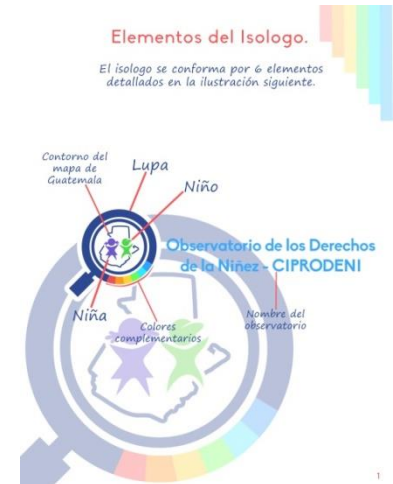 Elementos del Isologo.
El isologo se conforma por 6 elementos
detallados en la ilustración siguiente.
Contorno del
mapa de
Guatemala
Lupa
Niño
Observatorio de los Derechos
de la Niñez - CIPRODENI
Niña
Colores
complementarios
Nombre del
observatorio
1